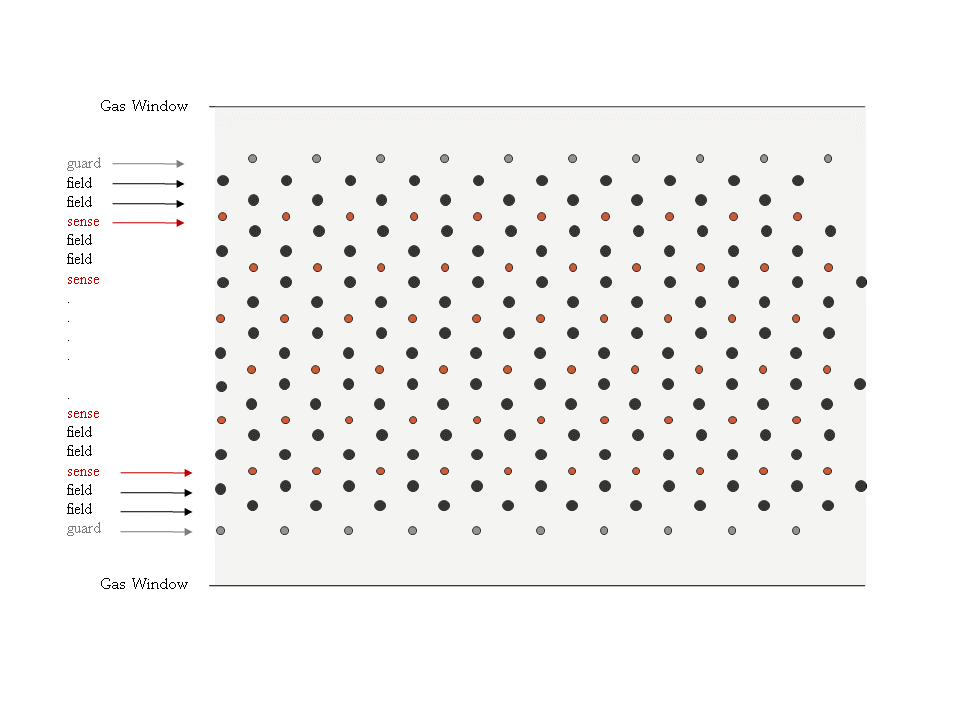 Gas Window
guard
field
field
sense
field
field
sense
.
.
.
.
.
sense
field
field
sense
field
field
guard
Gas Window